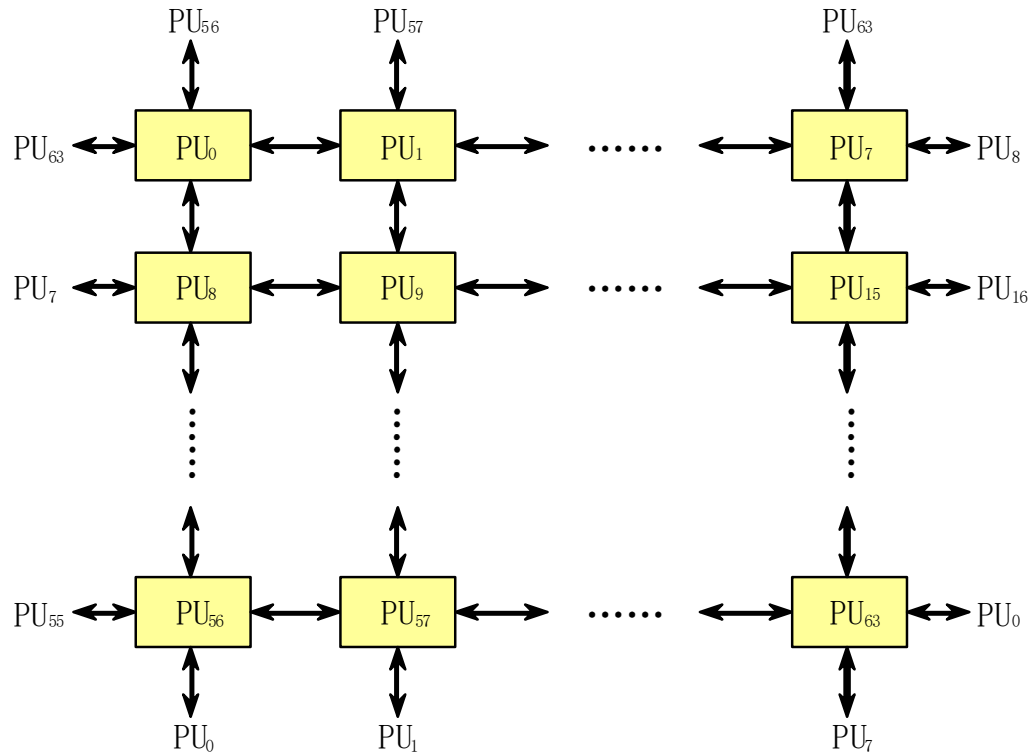 PU₅₆ PU₅₇ PU₆₃
PU₆₃ PU₀ PU₁ ······ PU₇ PU₈
PU₇ PU₈ PU₉ ······ PU₁₅ PU₁₆
PU₅₅ PU₅₆ PU₅₇ ······ PU₆₃ PU₀
PU₀ PU₁ PU₇